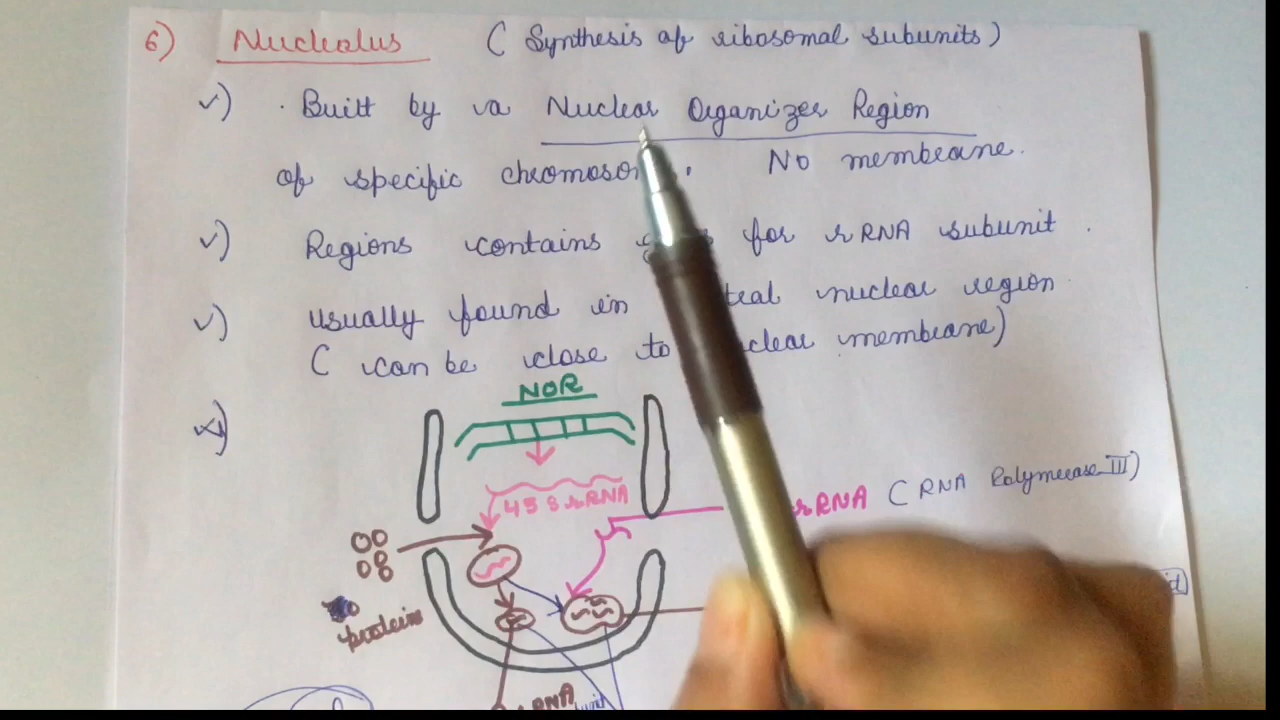 6) Nucleolus ( Synthesis of ribosomal subunits )
✓) . Built by a Nuclear Organizer Region
of specific No membrane.
✓) Regions contains for rRNA subunit .
✓) Usually found in nuclear region
( can be close to membrane)
NOR
45 S rRNA
rRNA ( RNA Polymerase III )
protein